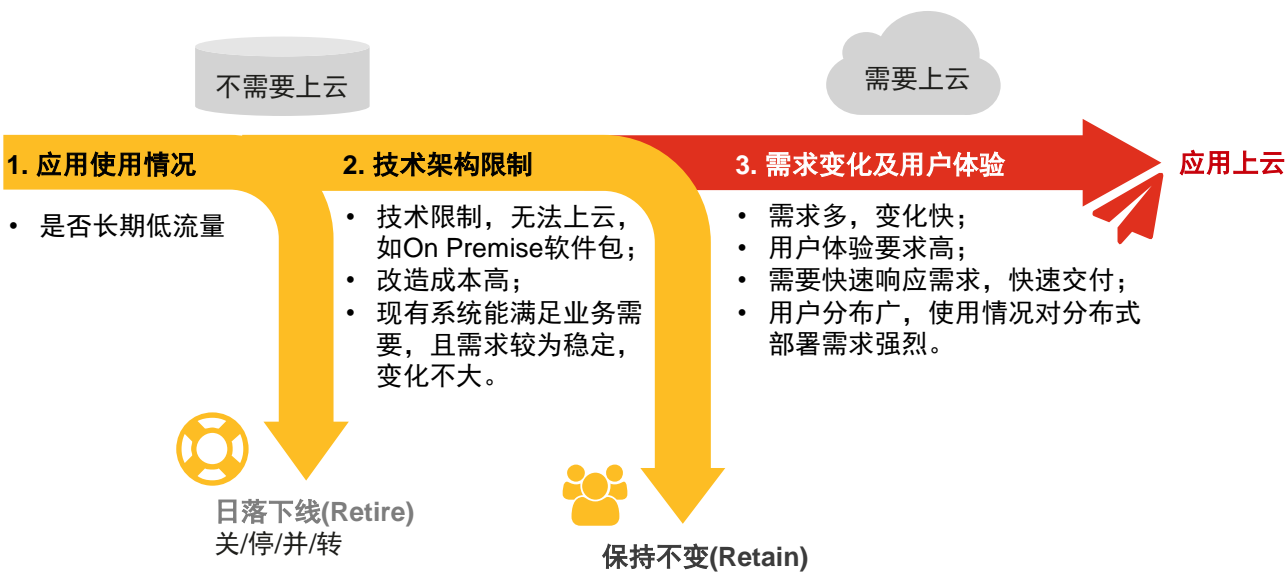 不需要上云
需要上云
1. 应用使用情况
• 是否长期低流量
2. 技术架构限制
• 技术限制，无法上云，
如On Premise软件包；
• 改造成本高；
• 现有系统能满足业务需
要，且需求较为稳定，
变化不大。
3. 需求变化及用户体验
• 需求多，变化快；
• 用户体验要求高；
• 需要快速响应需求，快速交付；
• 用户分布广，使用情况对分布式
部署需求强烈。
应用上云
日落下线(Retire)
关/停/并/转
保持不变(Retain)